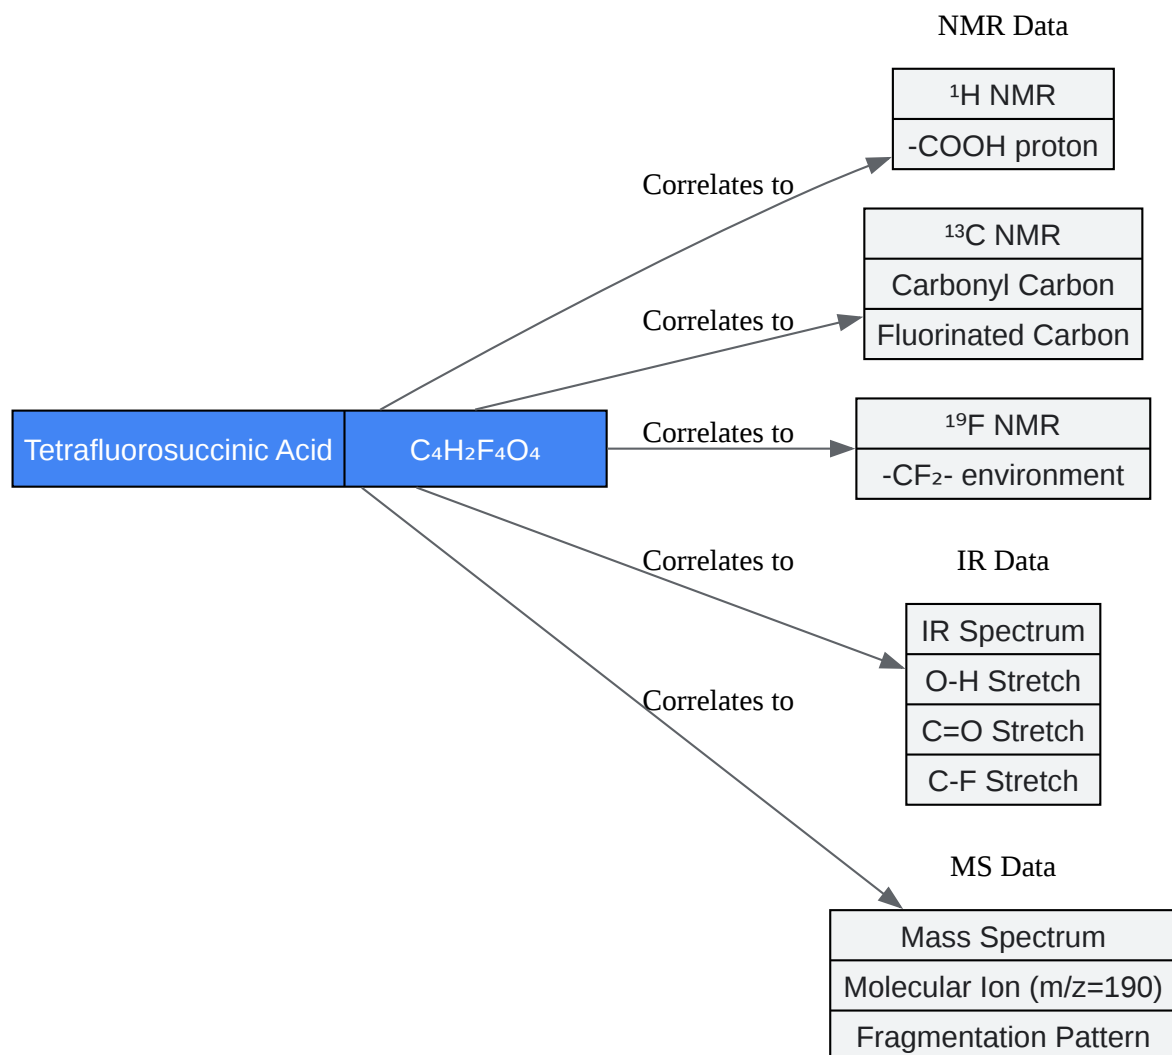 NMR Data
¹H NMR
-COOH proton
Correlates to
¹³C NMR
Carbonyl Carbon
Fluorinated Carbon
Correlates to
Tetrafluorosuccinic Acid
C₄H₂F₄O₄
Correlates to
¹⁹F NMR
-CF₂- environment
Correlates to
IR Data
IR Spectrum
O-H Stretch
C=O Stretch
C-F Stretch
Correlates to
MS Data
Mass Spectrum
Molecular Ion (m/z=190)
Fragmentation Pattern